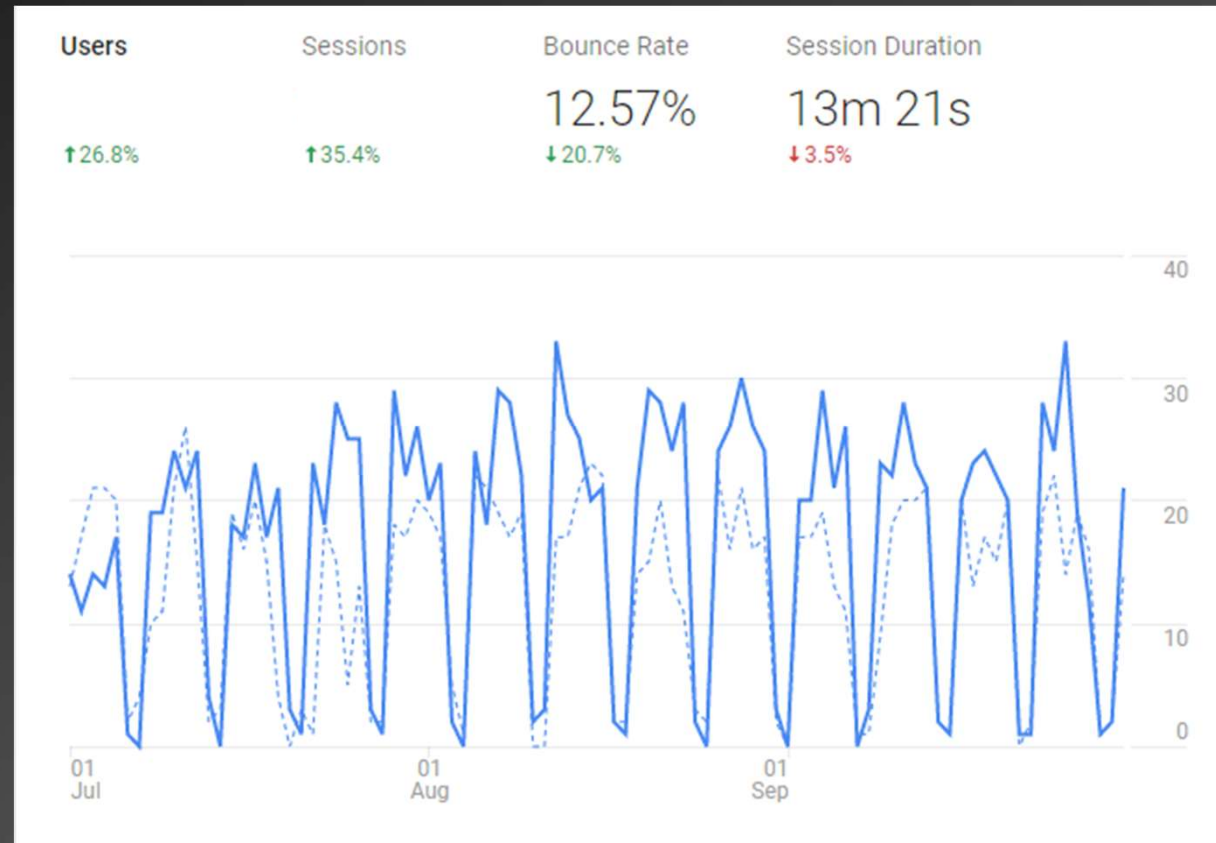 Users Sessions Bounce Rate Session Duration
12.57% 13m 21s
↑26.8% ↑35.4% ↓20.7% ↓3.5%
40
30
20
10
0
01 01 01
Jul Aug Sep